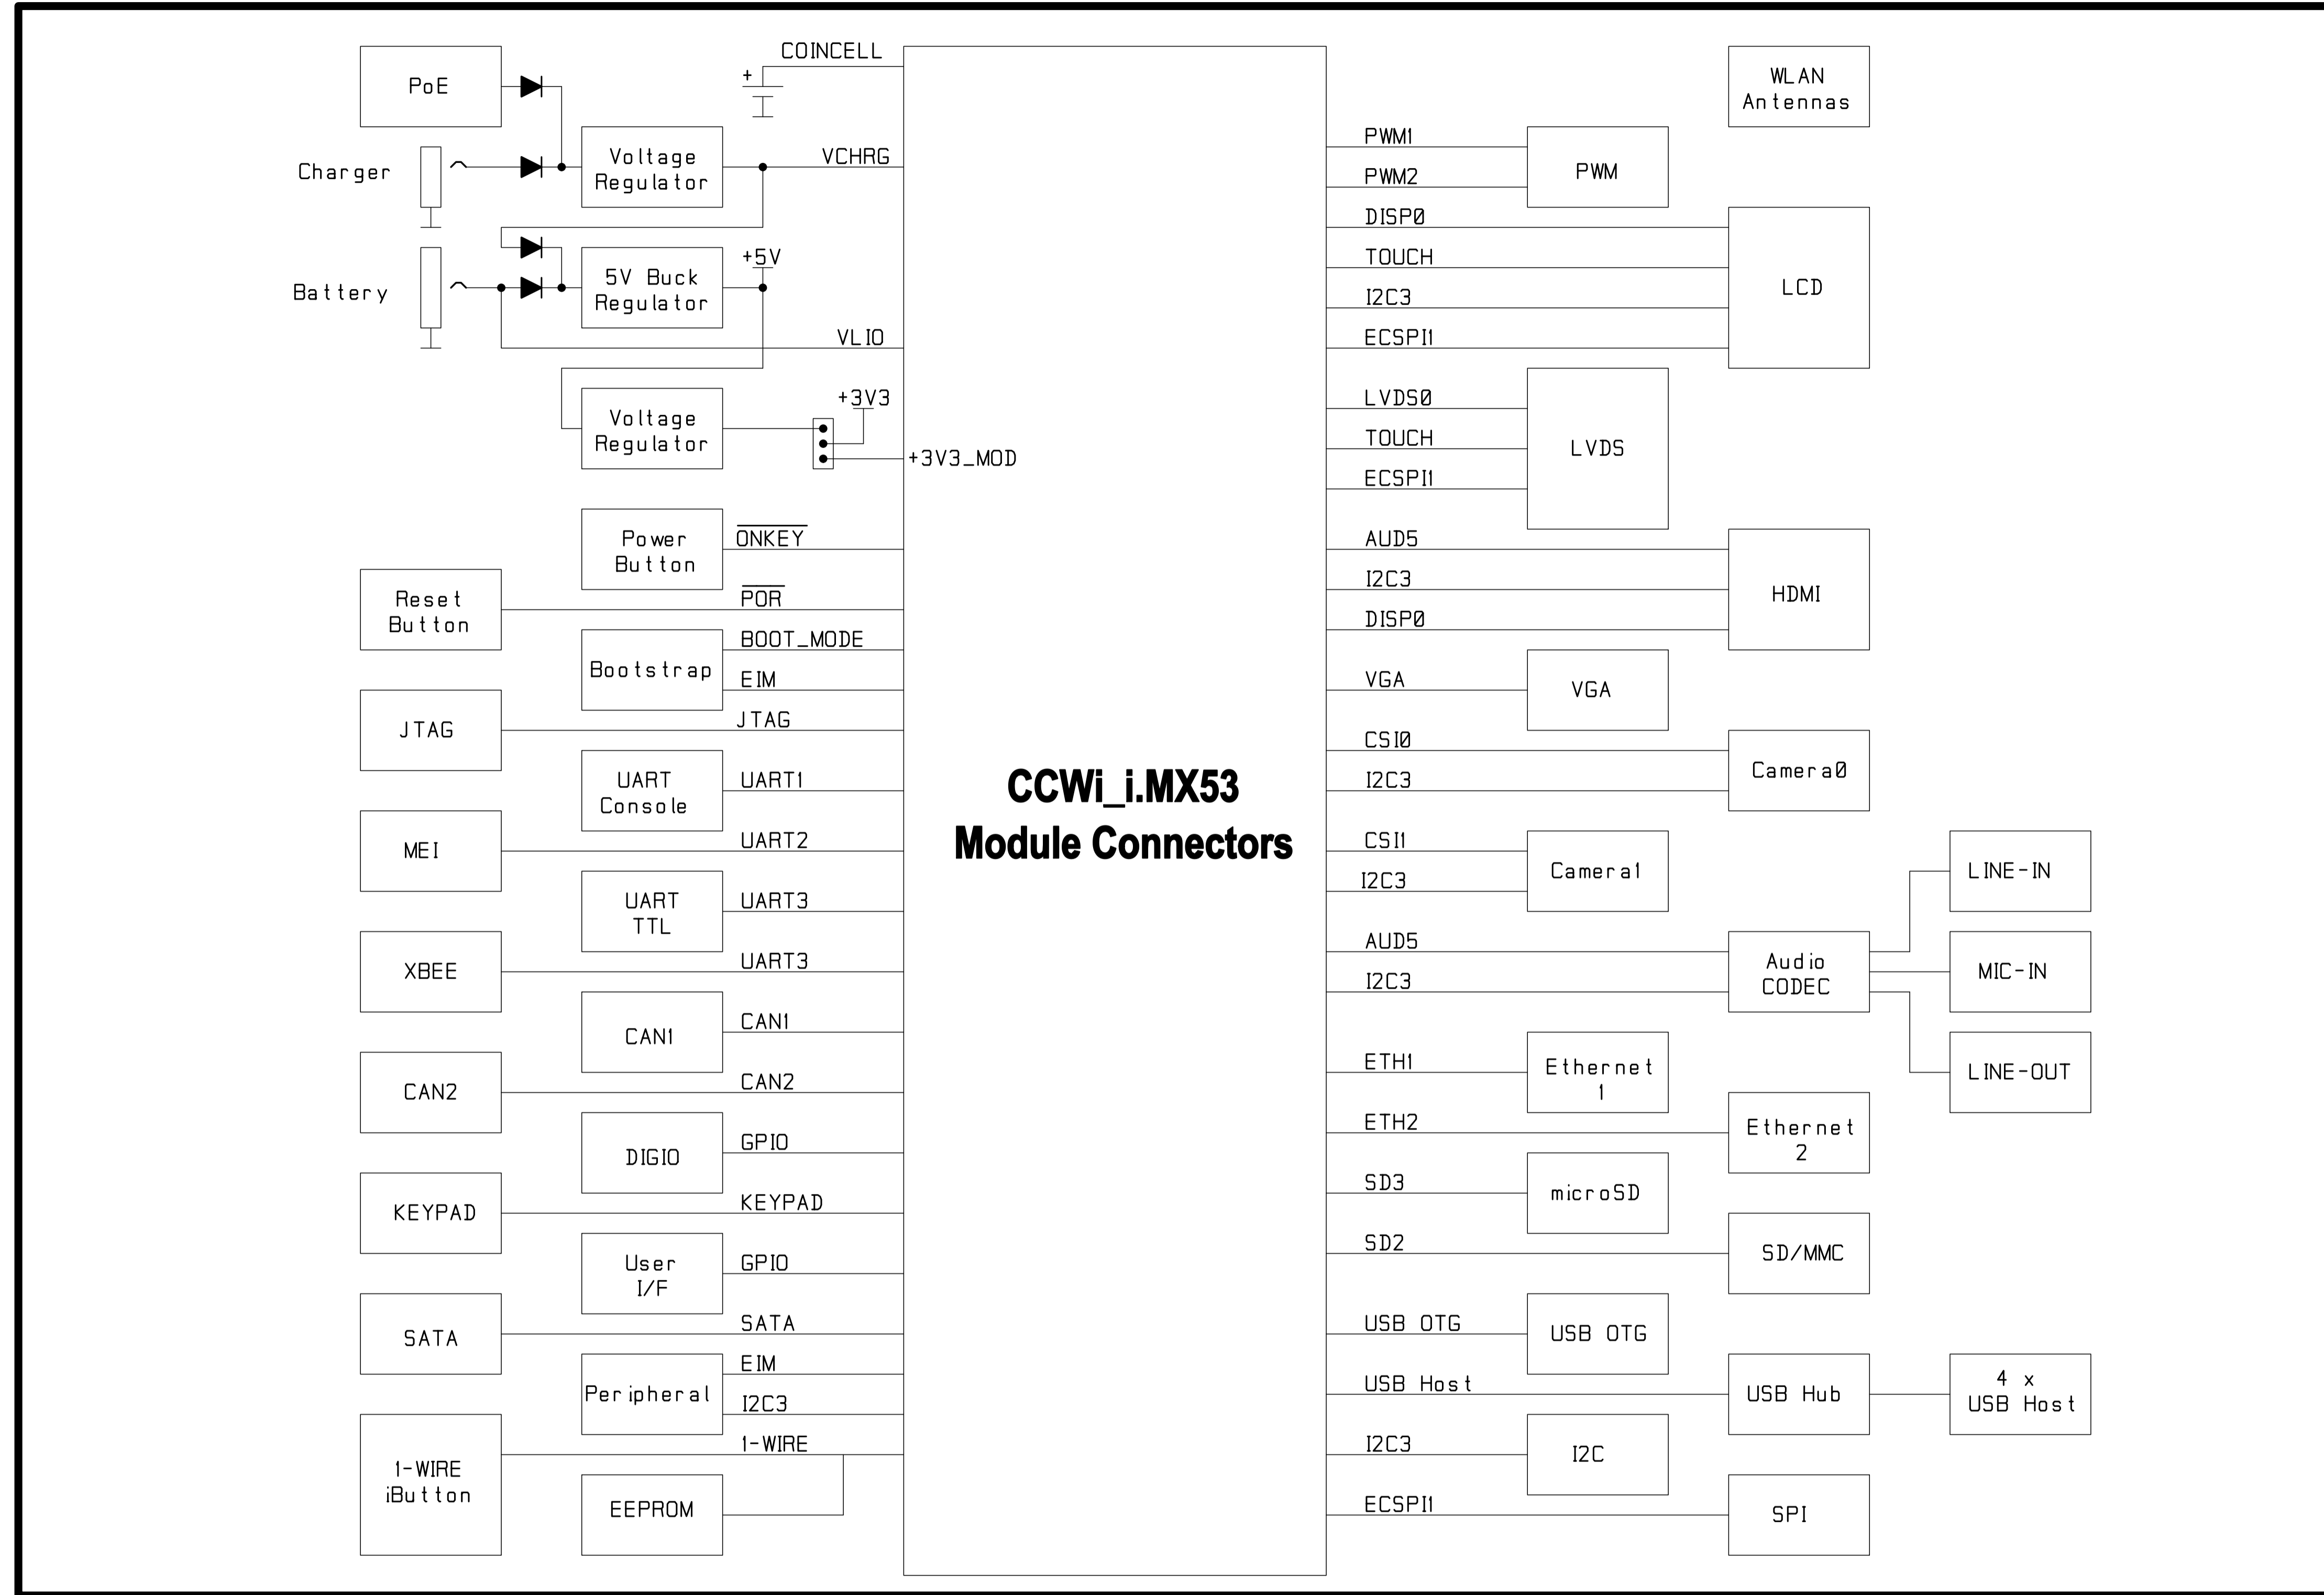 COINCELL
PoE
+
Charger
Voltage
Regulator
VCHRG
Battery
5V Buck
Regulator
+5V
VLIO
Voltage
Regulator
+3V3
+3V3_MOD
Power
Button
ONKEY
Reset
Button
POR
Bootstrap
BOOT_MODE
EIM
JTAG
JTAG
UART
Console
UART1
MEI
UART2
UART
TTL
UART3
XBEE
UART3
CAN1
CAN1
CAN2
CAN2
DIGIO
GPIO
KEYPAD
KEYPAD
User
I/F
GPIO
SATA
SATA
Peripheral
EIM
I2C3
1-WIRE
iButton
1-WIRE
EEPROM
CCWi_i.MX53
Module Connectors
WLAN
Antennas
PWM1
PWM2
PWM
DISP0
TOUCH
I2C3
ECSPI1
LCD
LVDS0
TOUCH
ECSPI1
LVDS
AUD5
I2C3
DISP0
HDMI
VGA
VGA
CSI0
I2C3
Camera0
CSI1
I2C3
Camera1
AUD5
I2C3
Audio
CODEC
LINE-IN
MIC-IN
LINE-OUT
ETH1
Ethernet
1
ETH2
Ethernet
2
SD3
microSD
SD2
SD/MMC
USB OTG
USB OTG
USB Host
USB Hub
4 x
USB Host
I2C3
I2C
ECSPI1
SPI